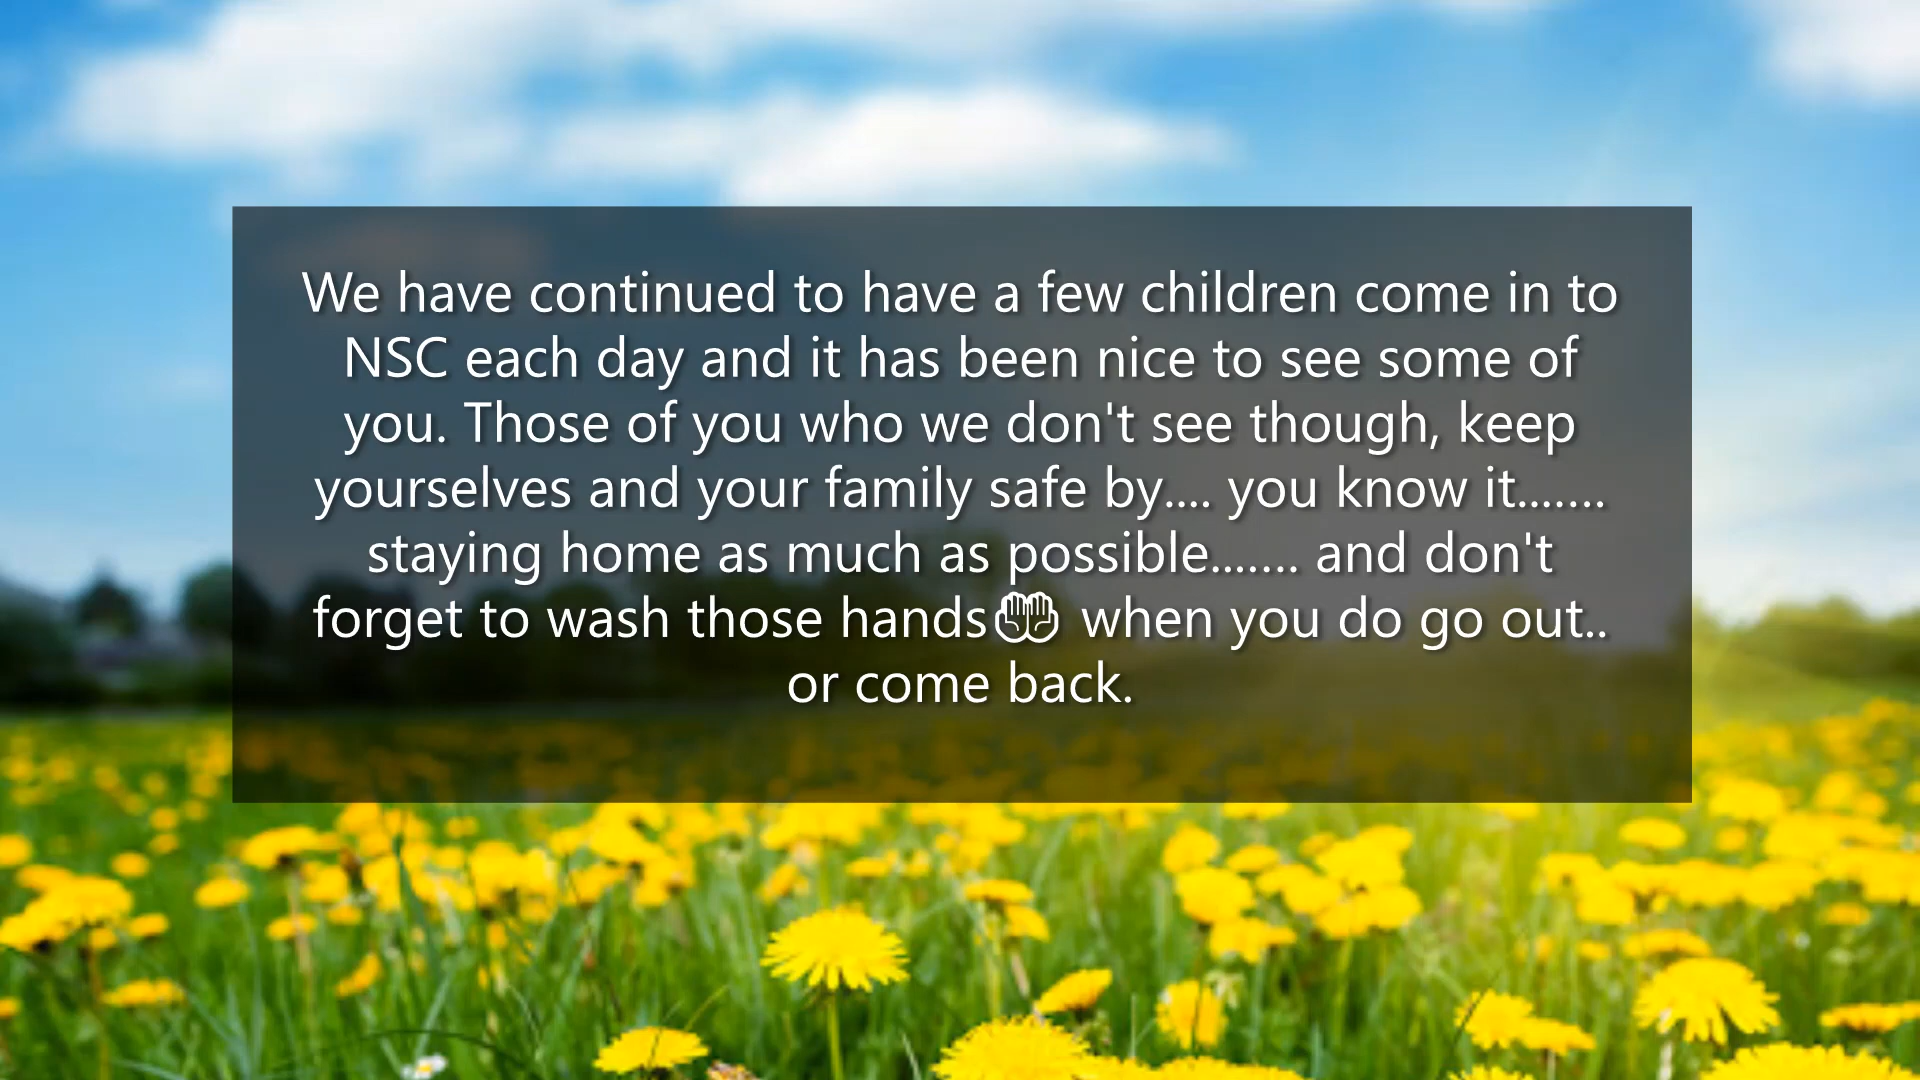 We have continued to have a few children come in to
NSC each day and it has been nice to see some of
you. Those of you who we don't see though, keep
yourselves and your family safe by.... you know it.......
staying home as much as possible....... and don't
forget to wash those hands🤲 when you do go out..
or come back.